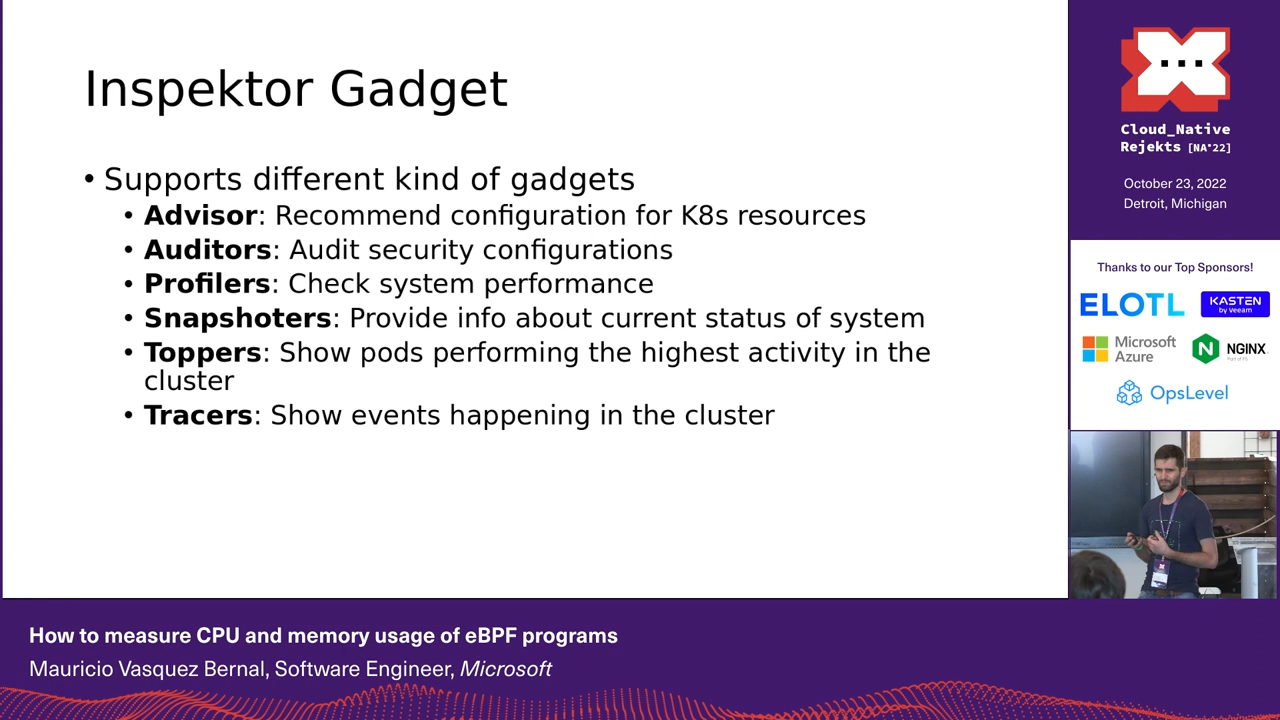 Inspektor Gadget
• Supports different kind of gadgets
• Advisor: Recommend configuration for K8s resources
• Auditors: Audit security configurations
• Profilers: Check system performance
• Snapshoters: Provide info about current status of system
• Toppers: Show pods performing the highest activity in the
cluster
• Tracers: Show events happening in the cluster
Cloud_Native
Rejekts [NA'22]
October 23, 2022
Detroit, Michigan
Thanks to our Top Sponsors!
ELOTL
KASTEN
by Veeam
Microsoft
Azure
NGINX
Part of F5
OpsLevel
How to measure CPU and memory usage of eBPF programs
Mauricio Vasquez Bernal, Software Engineer, Microsoft